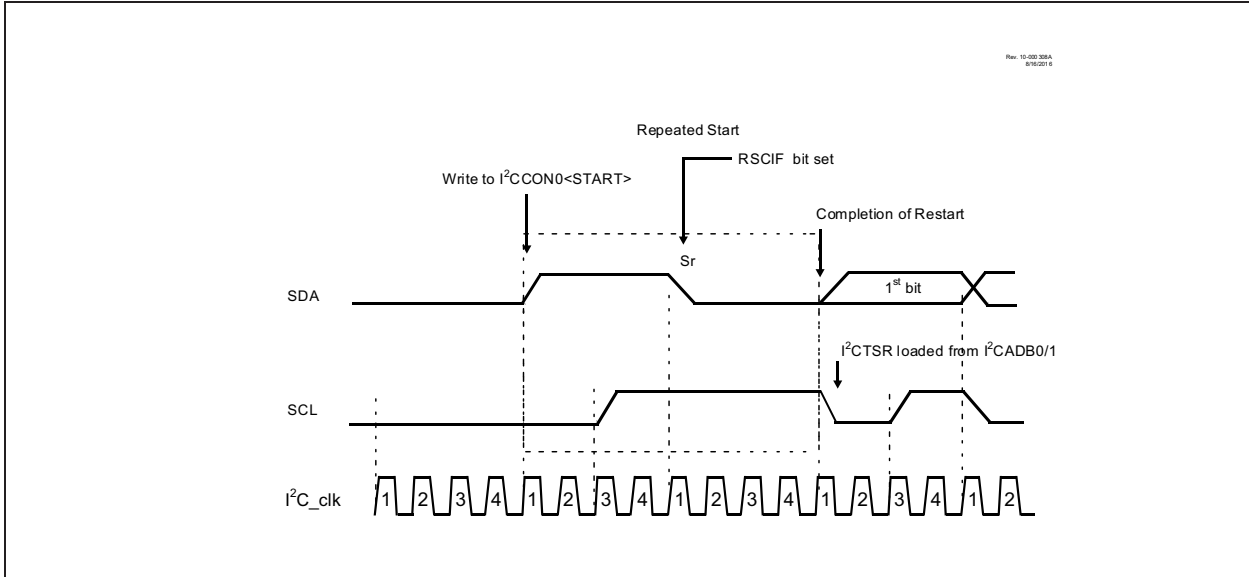 Rev. 10-000 308A
8/16/2016
Repeated Start
RSCIF bit set
Write to I²CCON0<START>
Completion of Restart
Sr
SDA
1st bit
I²CTSR loaded from I²CADB0/1
SCL
I²C_clk 1 2 3 4 1 2 3 4 1 2 3 4 1 2 3 4 1 2